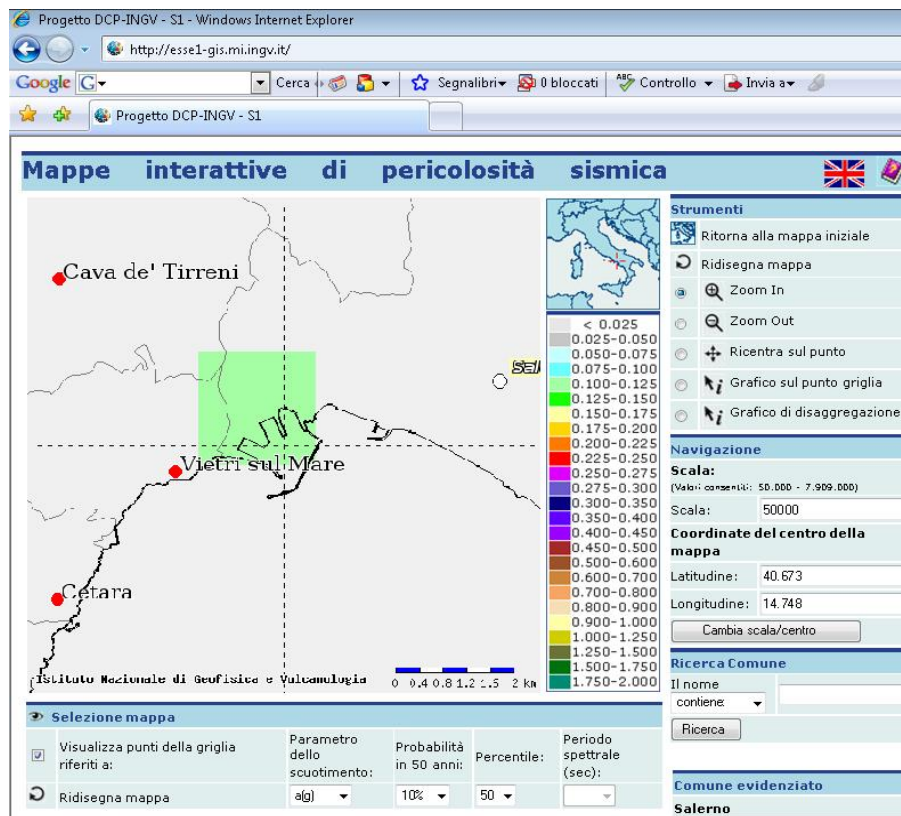 Progetto DCP-INGV - S1 - Windows Internet Explorer
http://esse1-gis.mi.ingv.it/
Google G Cerca Segnalibri 0 bloccati ABC Controllo Invia a
Progetto DCP-INGV - S1
Mappe interattive di pericolosità sismica
Cava de' Tirreni
Sal
Vietri sul Mare
Cetara
Istituto Nazionale di Geofisica e Vulcanologia
0 0.4 0.8 1.2 1.5 2 km
< 0.025
0.025-0.050
0.050-0.075
0.075-0.100
0.100-0.125
0.125-0.150
0.150-0.175
0.175-0.200
0.200-0.225
0.225-0.250
0.250-0.275
0.275-0.300
0.300-0.350
0.350-0.400
0.400-0.450
0.450-0.500
0.500-0.600
0.600-0.700
0.700-0.800
0.800-0.900
0.900-1.000
1.000-1.250
1.250-1.500
1.500-1.750
1.750-2.000
Strumenti
Ritorna alla mappa iniziale
Ridisegna mappa
Zoom In
Zoom Out
Ricentra sul punto
Grafico sul punto griglia
Grafico di disaggregazione
Navigazione
Scala:
(Valori consentiti: 50.000 - 7.909.000)
Scala: 50000
Coordinate del centro della
mappa
Latitudine: 40.673
Longitudine: 14.748
Cambia scala/centro
Ricerca Comune
Il nome
contiene:
Ricerca
Comune evidenziato
Salerno
Selezione mappa
Visualizza punti della griglia
riferiti a:
Parametro
dello
scuotimento:
Probabilità
in 50 anni:
Percentile:
Periodo
spettrale
(sec):
Ridisegna mappa
a(g)
10%
50